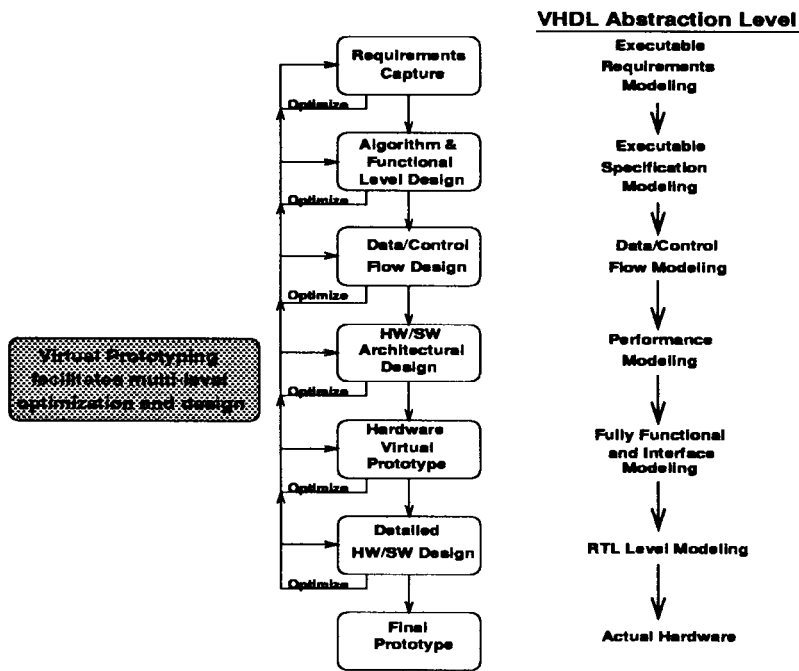 VHDL Abstraction Level
Requirements
Capture
Executable
Requirements
Modeling
Optimize
Algorithm &
Functional
Level Design
Executable
Specification
Modeling
Optimize
Data/Control
Flow Design
Data/Control
Flow Modeling
Optimize
Virtual Prototyping
facilitates multi-level
optimization and design
HW/SW
Architectural
Design
Performance
Modeling
Optimize
Hardware
Virtual
Prototype
Fully Functional
and Interface
Modeling
Optimize
Detailed
HW/SW Design
RTL Level Modeling
Optimize
Final
Prototype
Actual Hardware